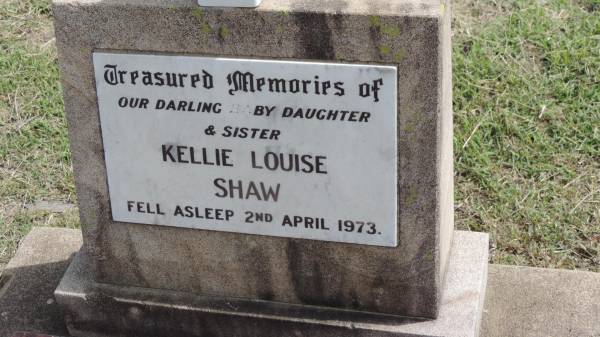 Treasured Memories of
OUR DARLING BABY DAUGHTER
& SISTER
KELLIE LOUISE
SHAW
FELL ASLEEP 2ND APRIL 1973.